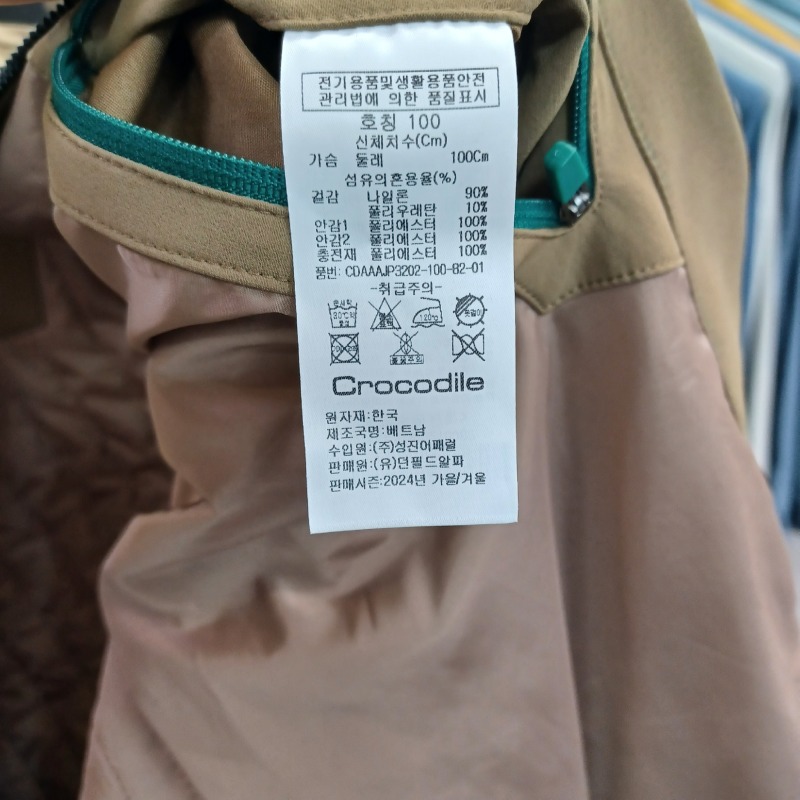 전기용품및생활용품안전
관리법에 의한 품질표시
호칭 100
신체치수(Cm)
가슴 둘레 100Cm
섬유의혼용율(%)
겉감 나일론 90%
폴리우레탄 10%
안감1 폴리에스터 100%
안감2 폴리에스터 100%
충전재 폴리에스터 100%
품번: CDAAAJP3202-100-82-01
-취급주의-
120℃
Crocodile
원자재:한국
제조국명:베트남
수입원:(주)성진어패럴
판매원:(유)던필드알파
판매시즌:2024년 가을/겨울